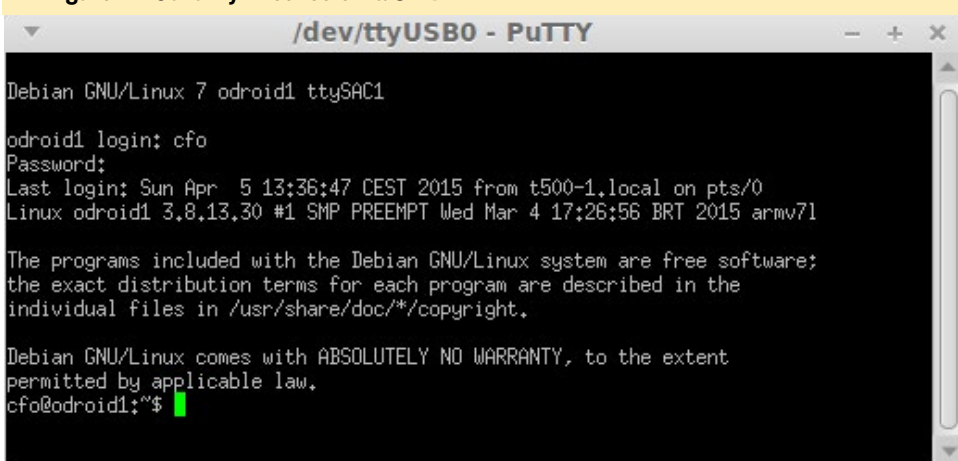 /dev/ttyUSB0 - PuTTY
Debian GNU/Linux 7 odroid1 ttySAC1
odroid1 login: cfo
Password:
Last login: Sun Apr  5 13:36:47 CEST 2015 from t500-1.local on pts/0
Linux odroid1 3.8.13.30 #1 SMP PREEMPT Wed Mar 4 17:26:56 BRT 2015 armv7l
The programs included with the Debian GNU/Linux system are free software;
the exact distribution terms for each program are described in the
individual files in /usr/share/doc/*/copyright.
Debian GNU/Linux comes with ABSOLUTELY NO WARRANTY, to the extent
permitted by applicable law.
cfo@odroid1:~$